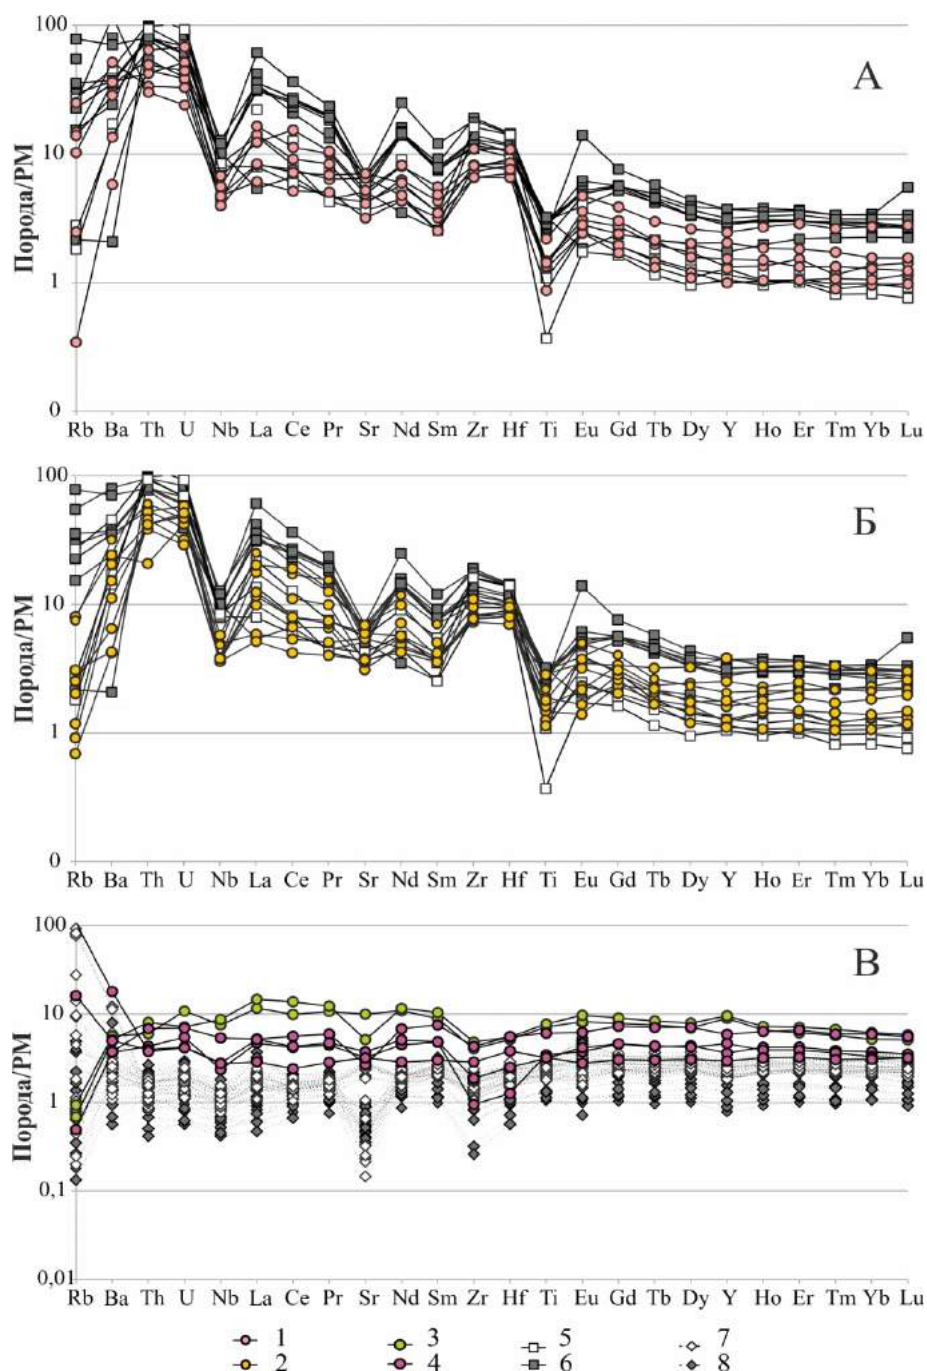 100
А
10
Порода/РМ
1
0
Rb Ba Th U Nb La Ce Pr Sr Nd Sm Zr Hf Ti Eu Gd Tb Dy Y Ho Er Tm Yb Lu
100
Б
10
Порода/РМ
1
0
Rb Ba Th U Nb La Ce Pr Sr Nd Sm Zr Hf Ti Eu Gd Tb Dy Y Ho Er Tm Yb Lu
100
В
10
Порода/РМ
1
0,1
0,01
Rb Ba Th U Nb La Ce Pr Sr Nd Sm Zr Hf Ti Eu Gd Tb Dy Y Ho Er Tm Yb Lu
1 3 5 7
2 4 6 8